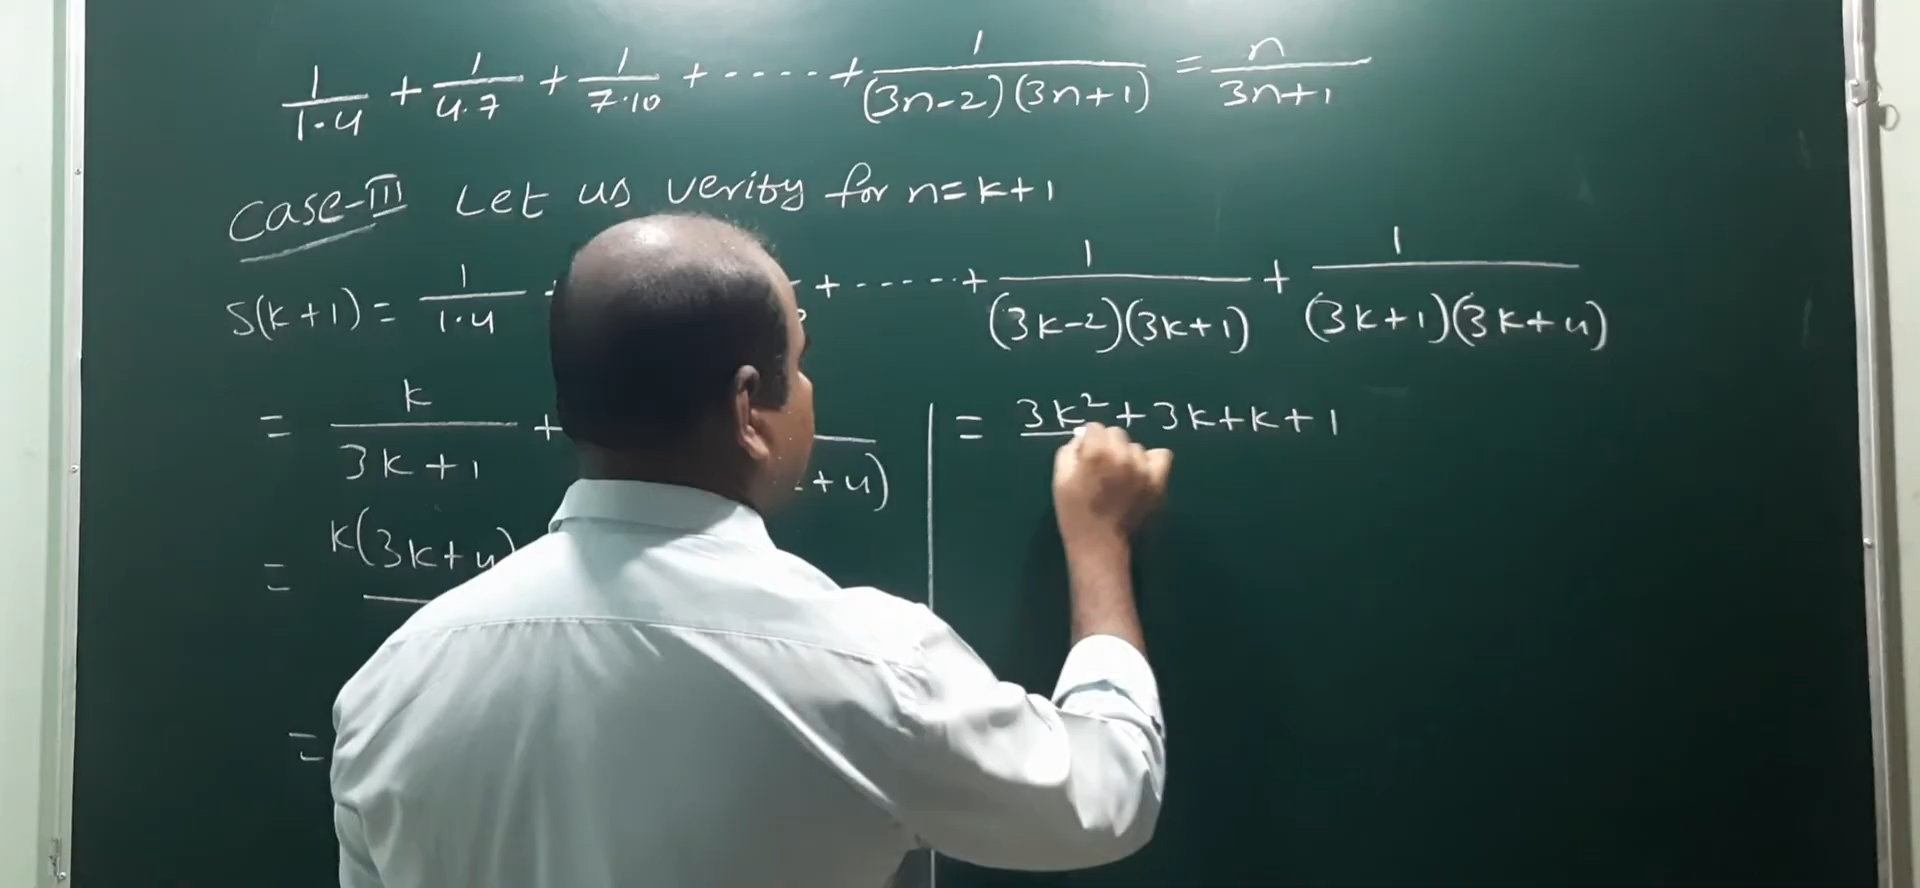 1/1·4 + 1/4·7 + 1/7·10 + ····· + 1/(3n-2)(3n+1) = n/3n+1
Case-III Let us verity for n=k+1
S(k+1) = 1/1·4 + ······ + 1/(3k-2)(3k+1) + 1/(3k+1)(3k+4)
= k/3k+1 + +4)
= k(3k+4)
=
= 3k²+3k+k+1